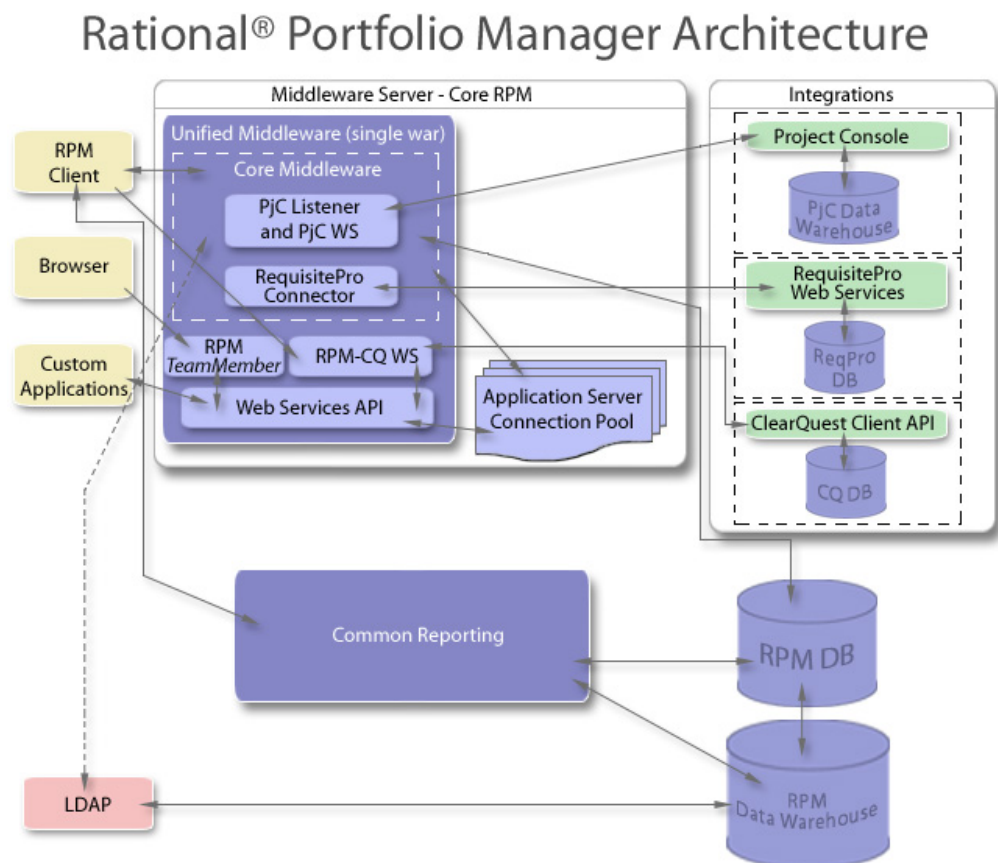 Rational® Portfolio Manager Architecture
Middleware Server - Core RPM
Integrations
Unified Middleware (single war)
Core Middleware
PjC Listener
and PjC WS
RequisitePro
Connector
RPM
TeamMember
RPM-CQ WS
Web Services API
Application Server
Connection Pool
RPM
Client
Browser
Custom
Applications
Project Console
PjC Data
Warehouse
RequisitePro
Web Services
ReqPro
DB
ClearQuest Client API
CQ DB
Common Reporting
RPM DB
LDAP
RPM
Data Warehouse